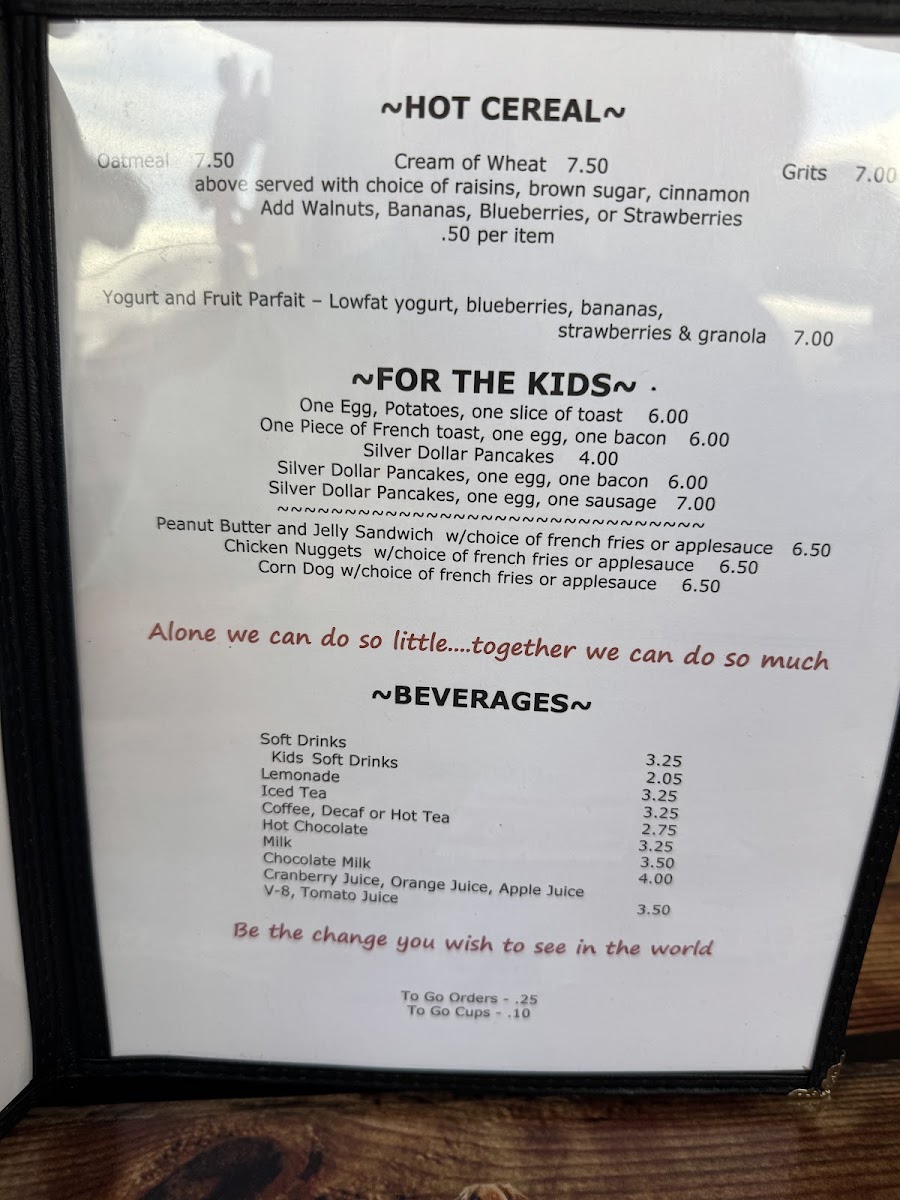 ~HOT CEREAL~
Oatmeal 7.50 Cream of Wheat 7.50 Grits 7.00
above served with choice of raisins, brown sugar, cinnamon
Add Walnuts, Bananas, Blueberries, or Strawberries
.50 per item
Yogurt and Fruit Parfait – Lowfat yogurt, blueberries, bananas,
strawberries & granola 7.00
~FOR THE KIDS~ .
One Egg, Potatoes, one slice of toast 6.00
One Piece of French toast, one egg, one bacon 6.00
Silver Dollar Pancakes 4.00
Silver Dollar Pancakes, one egg, one bacon 6.00
Silver Dollar Pancakes, one egg, one sausage 7.00
~~~~~~~~~~~~~~~~~~~~~~~~~~~~~~~~
Peanut Butter and Jelly Sandwich w/choice of french fries or applesauce 6.50
Chicken Nuggets w/choice of french fries or applesauce 6.50
Corn Dog w/choice of french fries or applesauce 6.50
Alone we can do so little....together we can do so much
~BEVERAGES~
Soft Drinks 3.25
Kids Soft Drinks 2.05
Lemonade 3.25
Iced Tea 3.25
Coffee, Decaf or Hot Tea 2.75
Hot Chocolate 3.25
Milk 3.50
Chocolate Milk 4.00
Cranberry Juice, Orange Juice, Apple Juice
V-8, Tomato Juice 3.50
Be the change you wish to see in the world
To Go Orders - .25
To Go Cups - .10